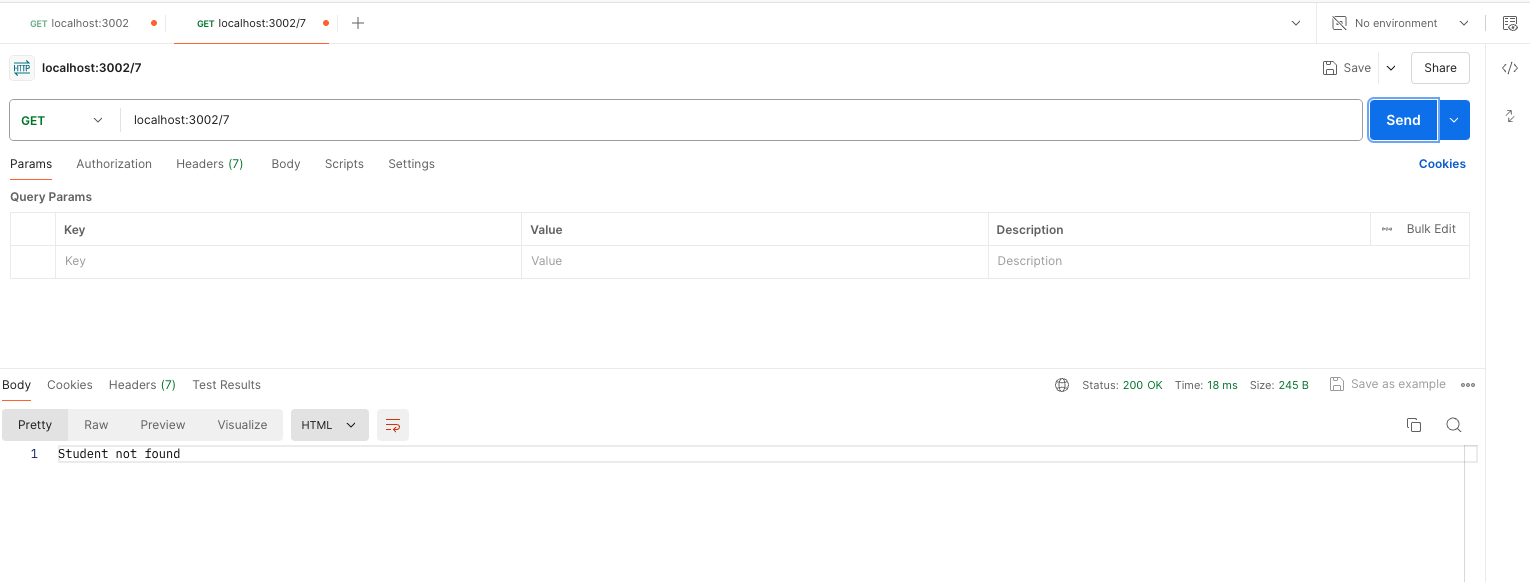 GET localhost:3002
GET localhost:3002/7
No environment
HTTP localhost:3002/7
Save
Share
GET
localhost:3002/7
Send
Params Authorization Headers (7) Body Scripts Settings
Cookies
Query Params
Key Value Description
Bulk Edit
Key Value Description
Body Cookies Headers (7) Test Results
Status: 200 OK Time: 18 ms Size: 245 B
Save as example
Pretty Raw Preview Visualize
HTML
1 Student not found